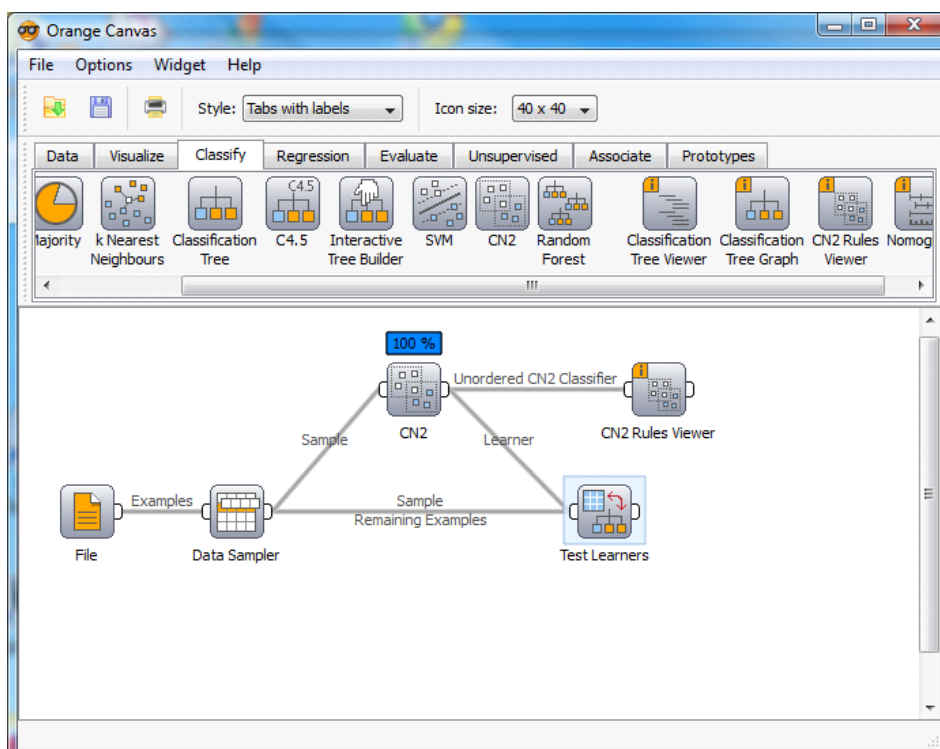 Orange Canvas
File Options Widget Help
Style: Tabs with labels Icon size: 40 x 40
Data Visualize Classify Regression Evaluate Unsupervised Associate Prototypes
C4.5
Majority k Nearest Classification C4.5 Interactive SVM CN2 Random Classification Classification CN2 Rules Nomog
Neighbours Tree Tree Builder Forest Tree Viewer Tree Graph Viewer
100 %
Unordered CN2 Classifier
CN2 CN2 Rules Viewer
Sample Learner
Examples Sample
Remaining Examples
File Data Sampler Test Learners